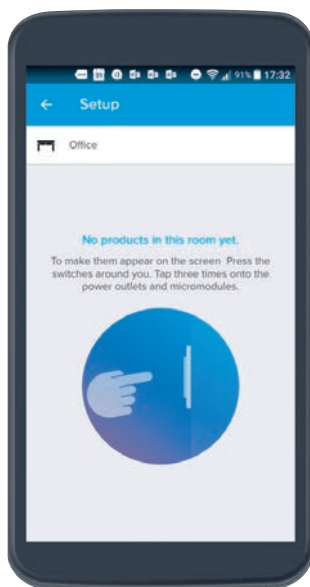 91% 17:32
Setup
Office
No products in this room yet.
To make them appear on the screen Press the
switches around you. Tap three times onto the
power outlets and micromodules.